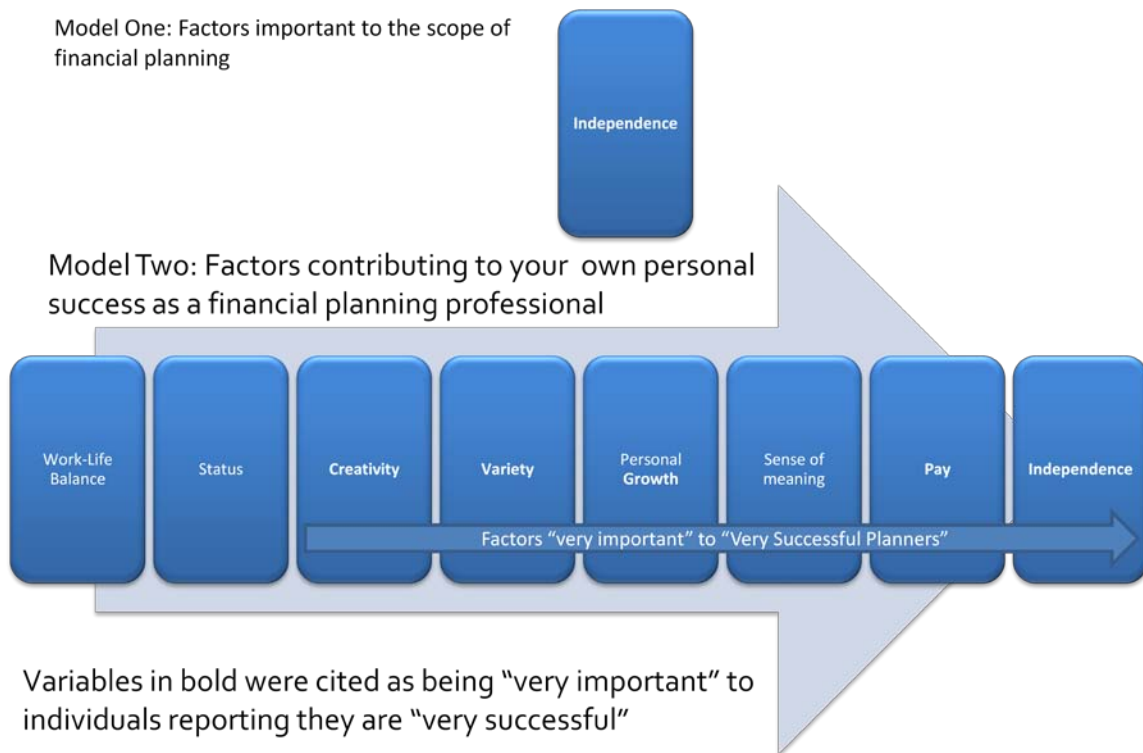 Model One: Factors important to the scope of
financial planning
Independence
Model Two: Factors contributing to your  own personal
success as a financial planning professional
Work-Life
Balance
Status
Creativity
Variety
Personal
Growth
Sense of
meaning
Pay
Independence
Factors “very important” to “Very Successful Planners”
Variables in bold were cited as being “very important” to
individuals reporting they are “very successful”